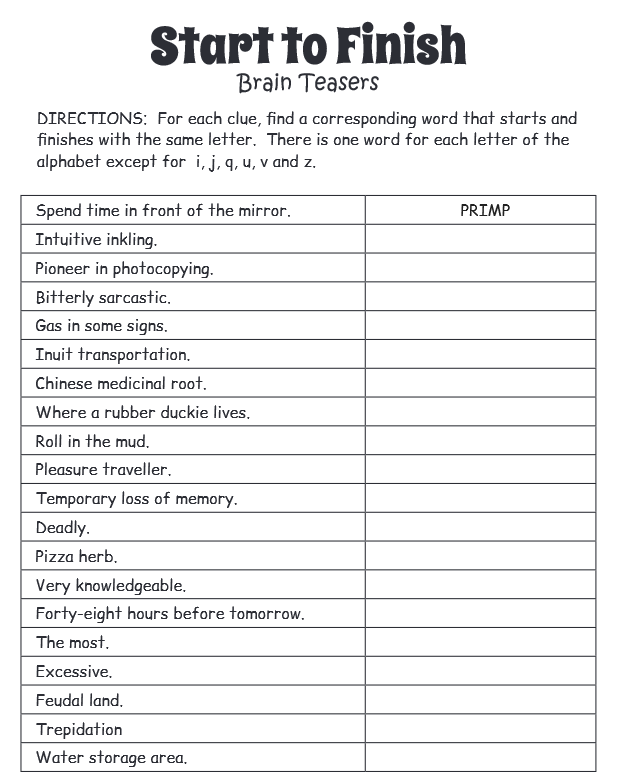 Start to Finish
Brain Teasers
DIRECTIONS: For each clue, find a corresponding word that starts and
finishes with the same letter. There is one word for each letter of the
alphabet except for i, j, q, u, v and z.
Spend time in front of the mirror. PRIMP
Intuitive inkling.
Pioneer in photocopying.
Bitterly sarcastic.
Gas in some signs.
Inuit transportation.
Chinese medicinal root.
Where a rubber duckie lives.
Roll in the mud.
Pleasure traveller.
Temporary loss of memory.
Deadly.
Pizza herb.
Very knowledgeable.
Forty-eight hours before tomorrow.
The most.
Excessive.
Feudal land.
Trepidation
Water storage area.